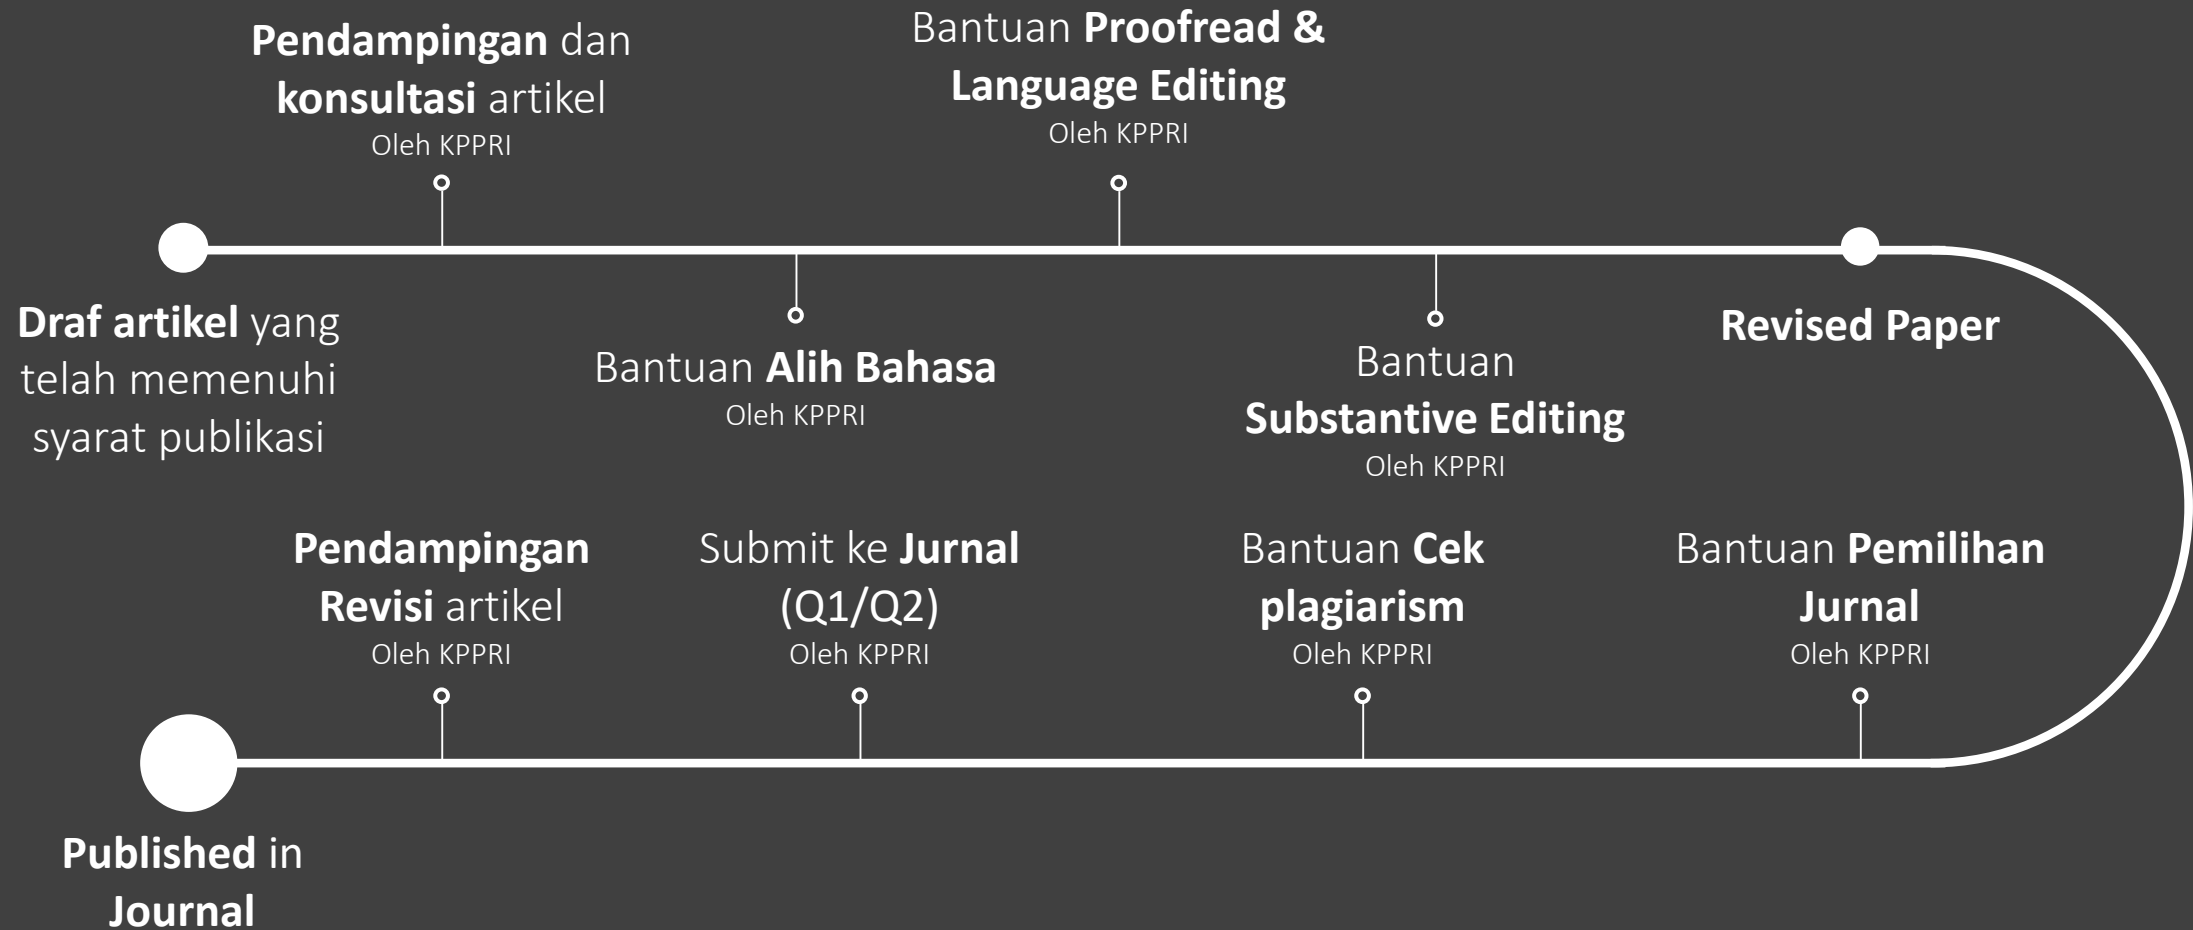 Draf artikel yang
telah memenuhi
syarat publikasi
Pendampingan dan
konsultasi artikel
Oleh KPPRI
Bantuan Alih Bahasa
Oleh KPPRI
Bantuan Proofread &
Language Editing
Oleh KPPRI
Bantuan
Substantive Editing
Oleh KPPRI
Revised Paper
Bantuan Pemilihan
Jurnal
Oleh KPPRI
Bantuan Cek
plagiarism
Oleh KPPRI
Submit ke Jurnal
(Q1/Q2)
Oleh KPPRI
Pendampingan
Revisi artikel
Oleh KPPRI
Published in
Journal